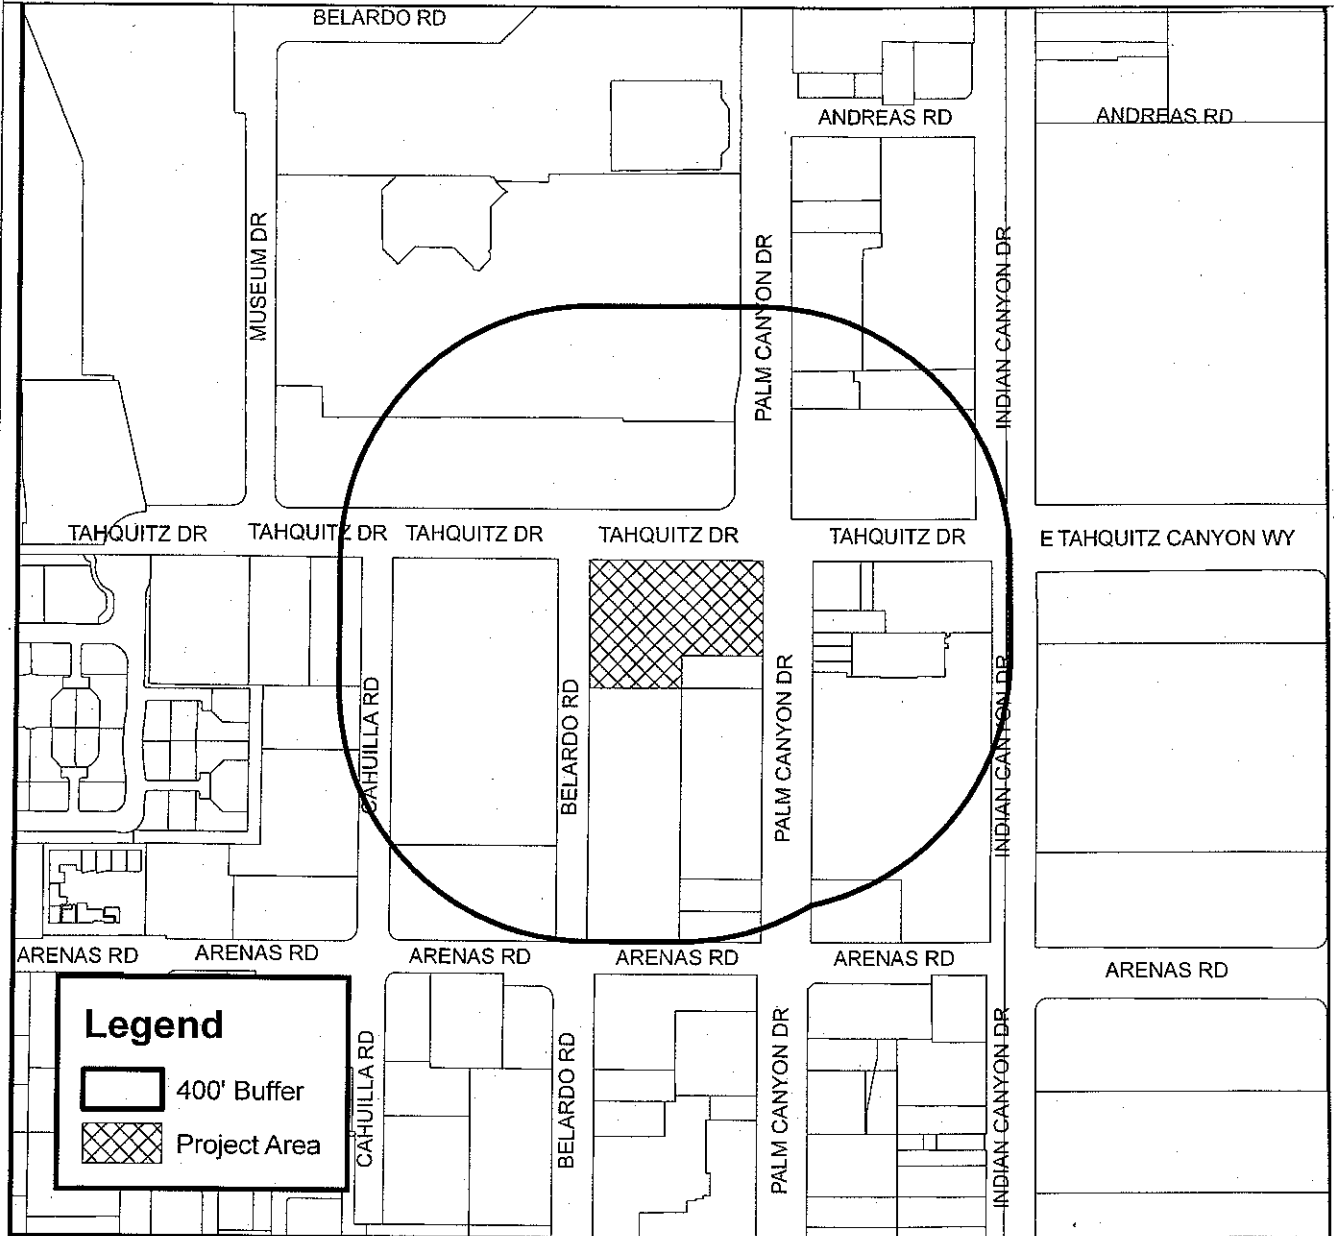 BELARDO RD
ANDREAS RD
ANDREAS RD
MUSEUM DR
PALM CANYON DR
INDIAN CANYON DR
TAHQUITZ DR
TAHQUITZ DR
TAHQUITZ DR
TAHQUITZ DR
TAHQUITZ DR
E TAHQUITZ CANYON WY
CAHUILLA RD
BELARDO RD
PALM CANYON DR
INDIAN CANYON DR
ARENAS RD
ARENAS RD
ARENAS RD
ARENAS RD
ARENAS RD
ARENAS RD
Legend
400' Buffer
Project Area
CAHUILLA RD
BELARDO RD
PALM CANYON DR
INDIAN CANYON DR